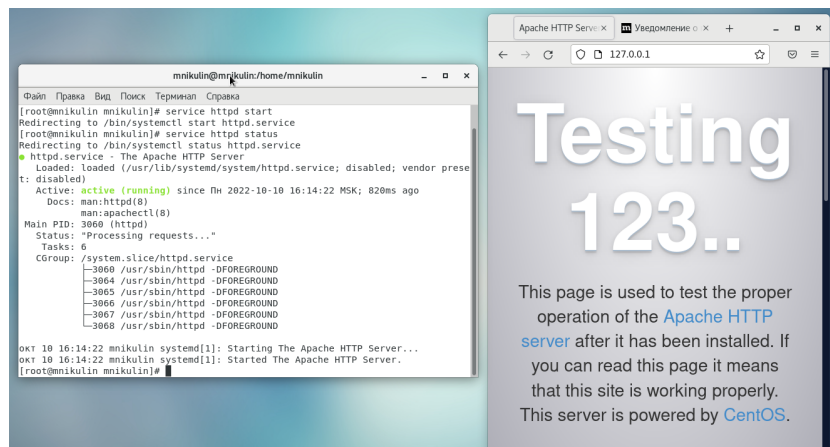 mnikulin@mnikulin:/home/mnikulin
Файл Правка Вид Поиск Терминал Справка
[root@mnikulin mnikulin]# service httpd start
Redirecting to /bin/systemctl start httpd.service
[root@mnikulin mnikulin]# service httpd status
Redirecting to /bin/systemctl status httpd.service
● httpd.service - The Apache HTTP Server
Loaded: loaded (/usr/lib/systemd/system/httpd.service; disabled; vendor prese
t: disabled)
Active: active (running) since Пн 2022-10-10 16:14:22 MSK; 820ms ago
Docs: man:httpd(8)
man:apachectl(8)
Main PID: 3060 (httpd)
Status: "Processing requests..."
Tasks: 6
CGroup: /system.slice/httpd.service
├─3060 /usr/sbin/httpd -DFOREGROUND
├─3064 /usr/sbin/httpd -DFOREGROUND
├─3065 /usr/sbin/httpd -DFOREGROUND
├─3066 /usr/sbin/httpd -DFOREGROUND
├─3067 /usr/sbin/httpd -DFOREGROUND
└─3068 /usr/sbin/httpd -DFOREGROUND
окт 10 16:14:22 mnikulin systemd[1]: Starting The Apache HTTP Server...
окт 10 16:14:22 mnikulin systemd[1]: Started The Apache HTTP Server.
[root@mnikulin mnikulin]#
Apache HTTP Serve Уведомление о
127.0.0.1
Testing
123..
This page is used to test the proper
operation of the Apache HTTP
server after it has been installed. If
you can read this page it means
that this site is working properly.
This server is powered by CentOS.